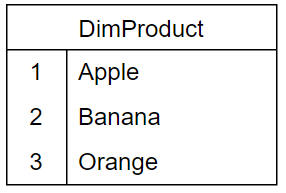 DimProduct
1 Apple
2 Banana
3 Orange